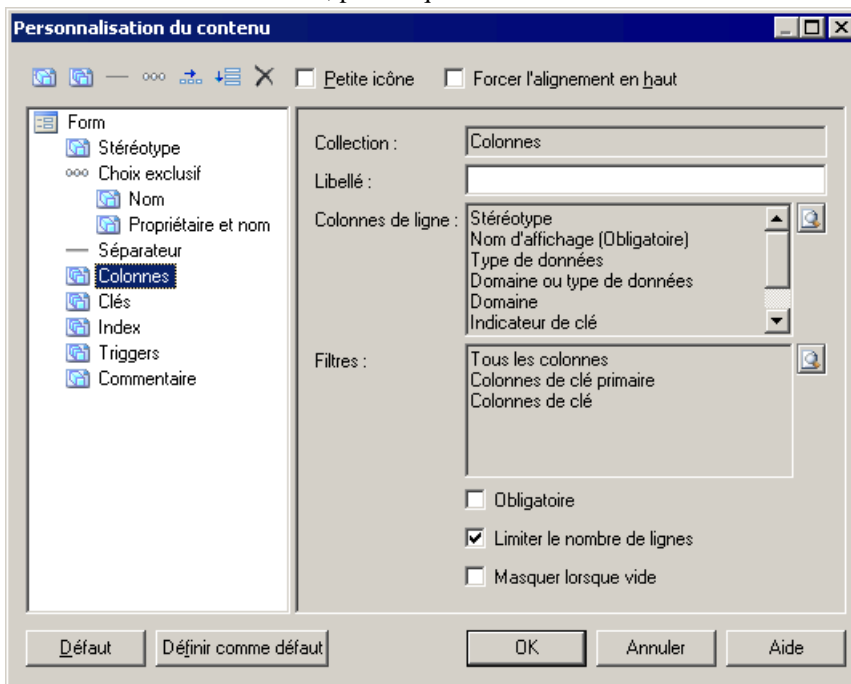 Personnalisation du contenu
Petite icône
Forcer l'alignement en haut
Form
Stéréotype
Choix exclusif
Nom
Propriétaire et nom
Séparateur
Colonnes
Clés
Index
Triggers
Commentaire
Collection :
Colonnes
Libellé :
Colonnes de ligne :
Stéréotype
Nom d'affichage (Obligatoire)
Type de données
Domaine ou type de données
Domaine
Indicateur de clé
Filtres :
Tous les colonnes
Colonnes de clé primaire
Colonnes de clé
Obligatoire
Limiter le nombre de lignes
Masquer lorsque vide
Défaut
Définir comme défaut
OK
Annuler
Aide